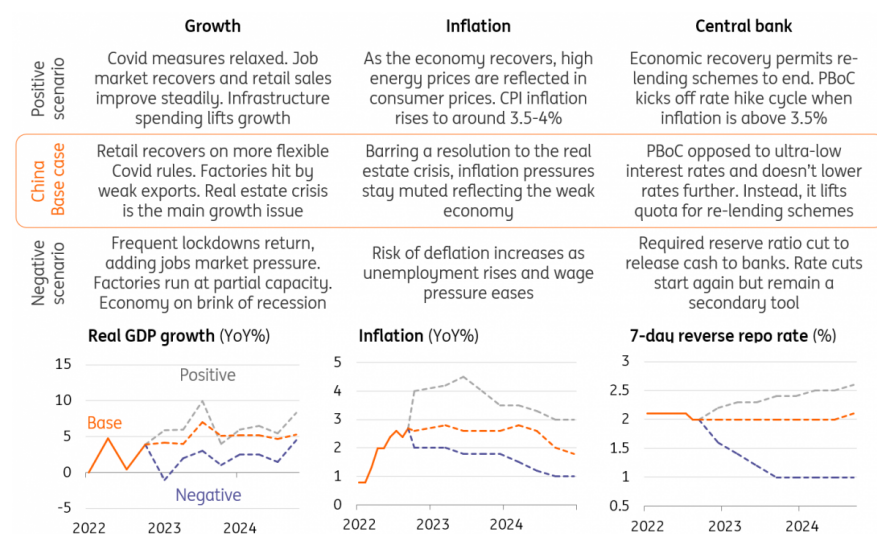 Growth
Inflation
Central bank
Positive
scenario
Covid measures relaxed. Job
market recovers and retail sales
improve steadily. Infrastructure
spending lifts growth
As the economy recovers, high
energy prices are reflected in
consumer prices. CPI inflation
rises to around 3.5-4%
Economic recovery permits re-
lending schemes to end. PBoC
kicks off rate hike cycle when
inflation is above 3.5%
China
Base case
Retail recovers on more flexible
Covid rules. Factories hit by
weak exports. Real estate crisis
is the main growth issue
Barring a resolution to the real
estate crisis, inflation pressures
stay muted reflecting the weak
economy
PBoC opposed to ultra-low
interest rates and doesn't lower
rates further. Instead, it lifts
quota for re-lending schemes
Negative
scenario
Frequent lockdowns return,
adding jobs market pressure.
Factories run at partial capacity.
Economy on brink of recession
Risk of deflation increases as
unemployment rises and wage
pressure eases
Required reserve ratio cut to
release cash to banks. Rate cuts
start again but remain a
secondary tool
Real GDP growth (YoY%)
15
10
5
0
-5
Positive
Base
Negative
2022 2023 2024
Inflation (YoY%)
5
4
3
2
1
0
2022 2023 2024
7-day reverse repo rate (%)
3
2.5
2
1.5
1
0.5
2022 2023 2024